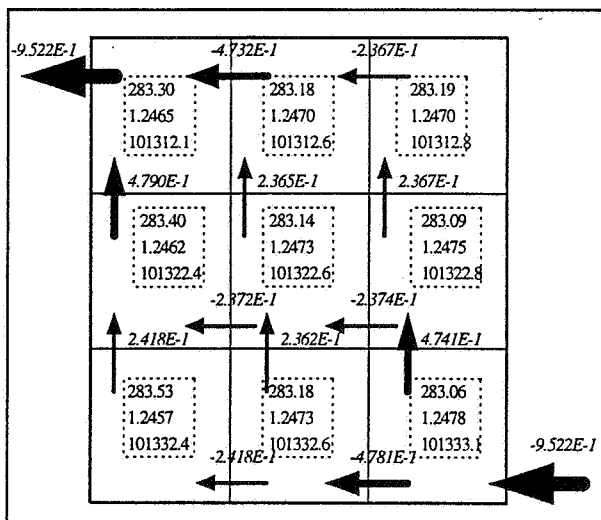 -9.522E-1 -4.732E-1 -2.367E-1
283.30 283.18 283.19
1.2465 1.2470 1.2470
101312.1 101312.6 101312.8
4.790E-1 2.365E-1 2.367E-1
283.40 283.14 283.09
1.2462 1.2473 1.2475
101322.4 101322.6 101322.8
-2.372E-1 -2.374E-1
2.418E-1 2.362E-1 4.741E-1
283.53 283.18 283.06
1.2457 1.2473 1.2478
101332.4 101332.6 101333.1
-2.418E-1 -4.781E-1 -9.522E-1